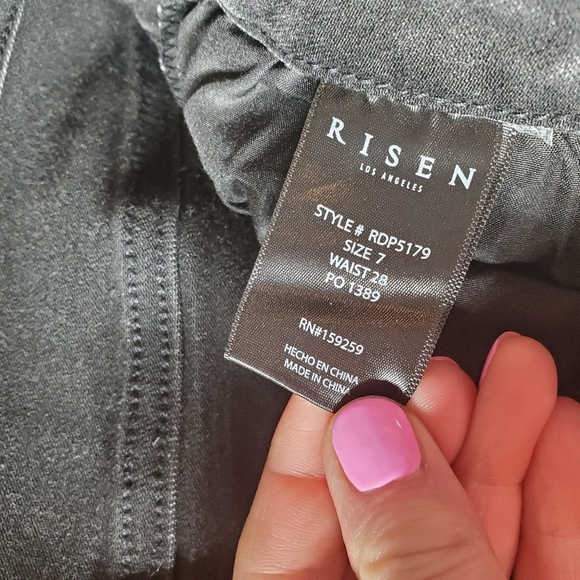 RISEN
LOS ANGELES
STYLE# RDP5179
SIZE 7
WAIST 28
PO 1389
RN#159259
HECHO EN CHINA
MADE IN CHINA